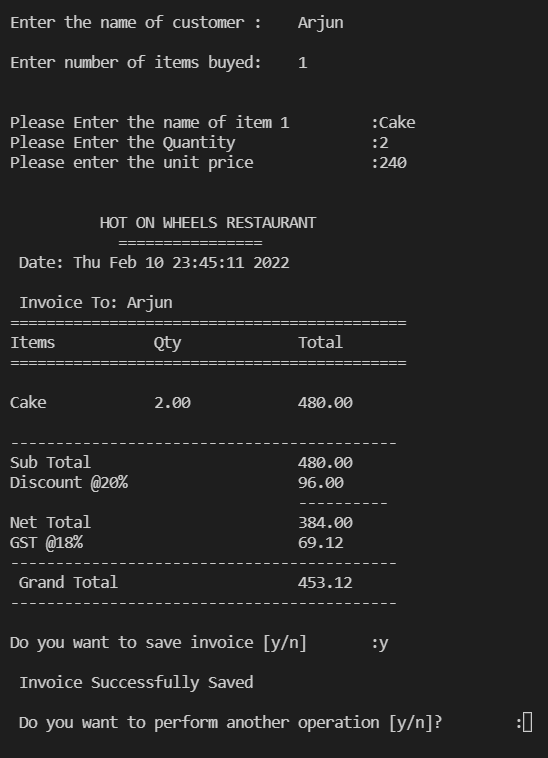 Enter the name of customer :    Arjun
Enter number of items buyed:    1
Please Enter the name of item 1         :Cake
Please Enter the Quantity               :2
Please enter the unit price             :240
HOT ON WHEELS RESTAURANT
================
Date: Thu Feb 10 23:45:11 2022
Invoice To: Arjun
============================================
Items           Qty             Total
============================================
Cake            2.00            480.00
-------------------------------------------
Sub Total                       480.00
Discount @20%                   96.00
----------
Net Total                       384.00
GST @18%                        69.12
-------------------------------------------
Grand Total                    453.12
-------------------------------------------
Do you want to save invoice [y/n]       :y
Invoice Successfully Saved
Do you want to perform another operation [y/n]?        :